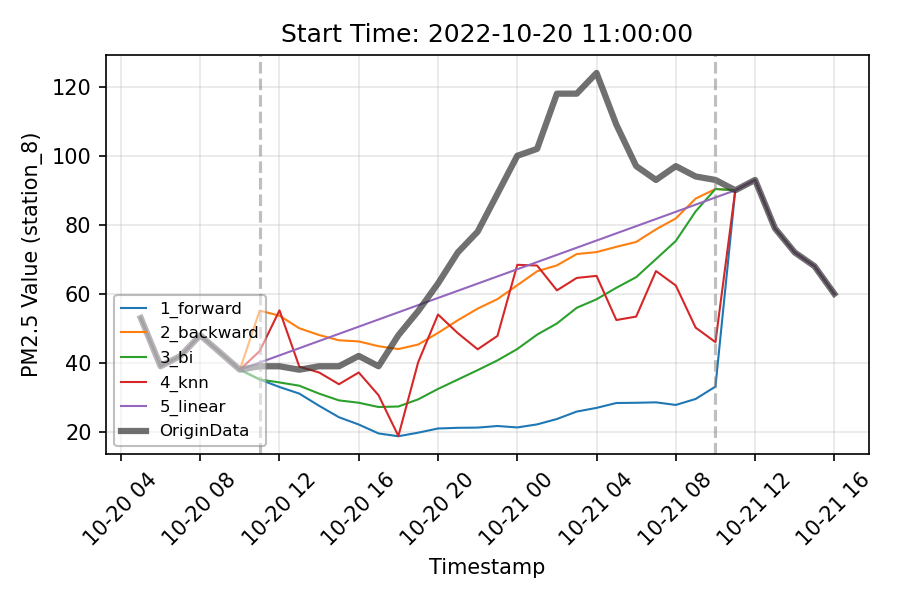 Start Time: 2022-10-20 11:00:00
PM2.5 Value (station_8)
120
100
80
60
40
20
1_forward
2_backward
3_bi
4_knn
5_linear
OriginData
10-20 04
10-20 08
10-20 12
10-20 16
10-20 20
10-21 00
10-21 04
10-21 08
10-21 12
10-21 16
Timestamp